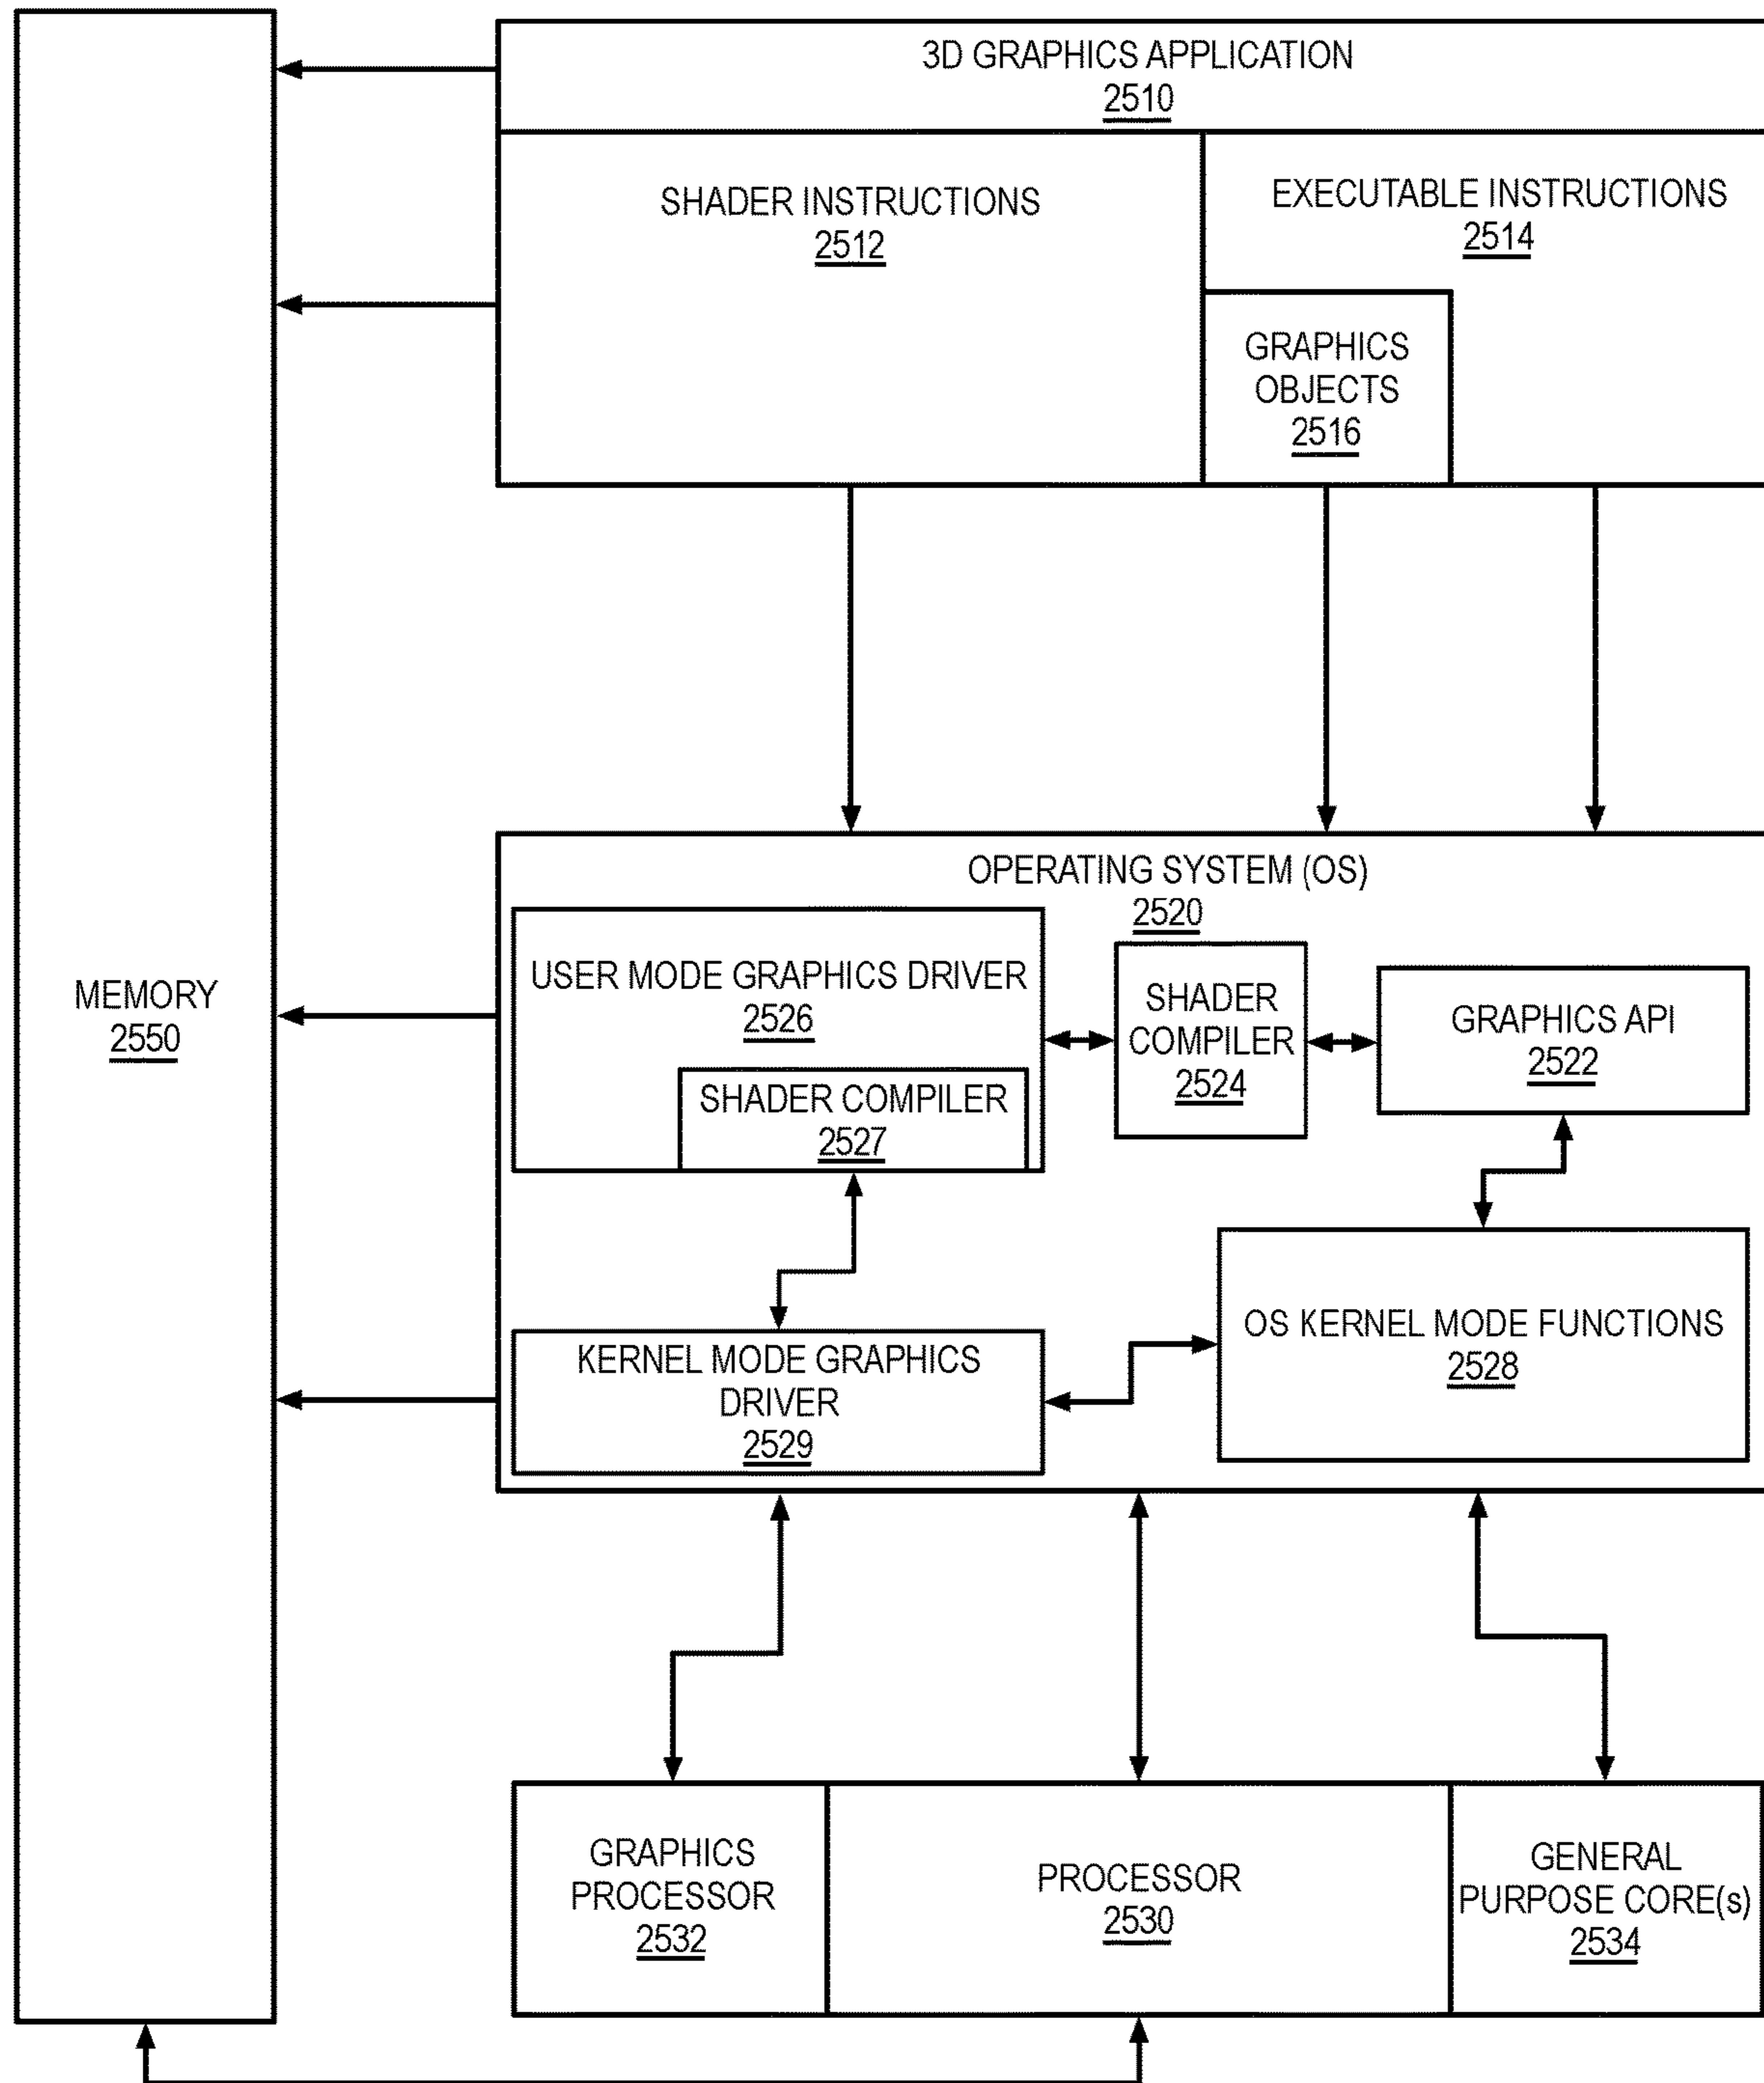 3D GRAPHICS APPLICATION
2510
SHADER INSTRUCTIONS
2512
EXECUTABLE INSTRUCTIONS
2514
GRAPHICS
OBJECTS
2516
MEMORY
2550
OPERATING SYSTEM (OS)
2520
USER MODE GRAPHICS DRIVER
2526
SHADER COMPILER
2527
SHADER
COMPILER
2524
GRAPHICS API
2522
KERNEL MODE GRAPHICS
DRIVER
2529
OS KERNEL MODE FUNCTIONS
2528
GRAPHICS
PROCESSOR
2532
PROCESSOR
2530
GENERAL
PURPOSE CORE(s)
2534